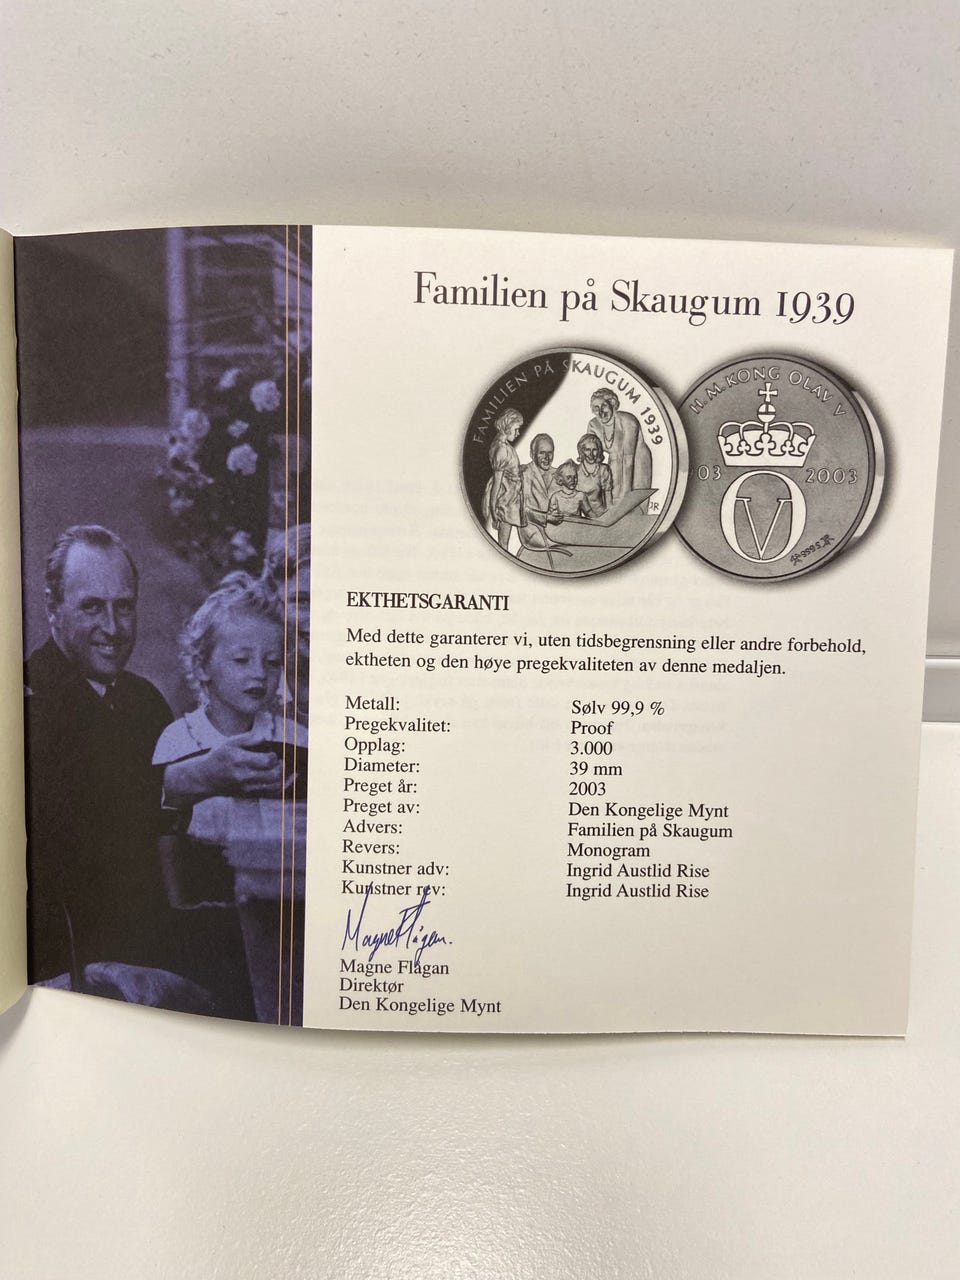 Familien på Skaugum 1939
FAMILIEN PÅ SKAUGUM 1939
H.M. KONG OLAV V
03 2003
EKTHETSGARANTI
Med dette garanterer vi, uten tidsbegrensning eller andre forbehold,
ektheten og den høye pregekvaliteten av denne medaljen.
Metall: Sølv 99,9 %
Pregekvalitet: Proof
Opplag: 3.000
Diameter: 39 mm
Preget år: 2003
Preget av: Den Kongelige Mynt
Advers: Familien på Skaugum
Revers: Monogram
Kunstner adv: Ingrid Austlid Rise
Kunstner rev: Ingrid Austlid Rise
Magne Flågan.
Magne Flågan
Direktør
Den Kongelige Mynt